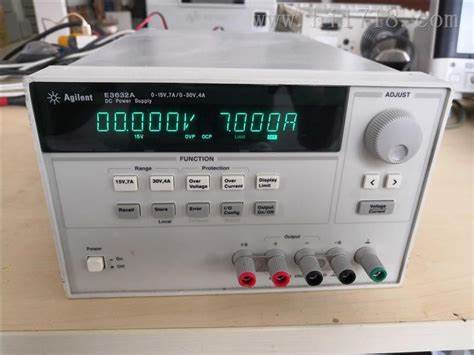 Agilent
E3632A
DC Power Supply
0-15V,7A/0-30V,4A
ADJUST
00.000V 7.000A
15V OVP OCP Limit
FUNCTION
Range Protection
15V,7A 30V,4A Over Voltage Over Current Display Limit
Recall Store Error I/O Config Output On/Off
Local
Voltage Current
Power
On
Off
Output